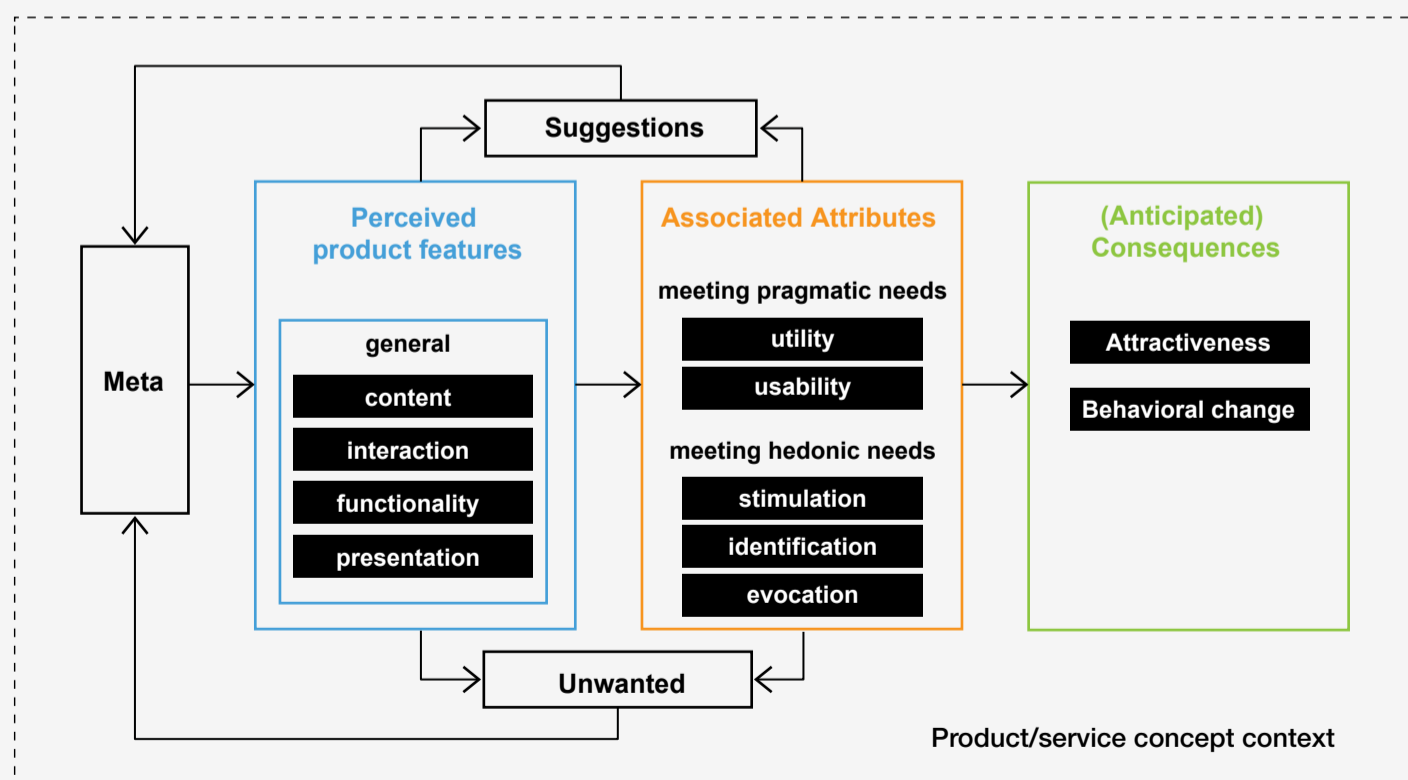 Suggestions
Meta
Perceived
product features
general
content
interaction
functionality
presentation
Associated Attributes
meeting pragmatic needs
utility
usability
meeting hedonic needs
stimulation
identification
evocation
(Anticipated)
Consequences
Attractiveness
Behavioral change
Unwanted
Product/service concept context